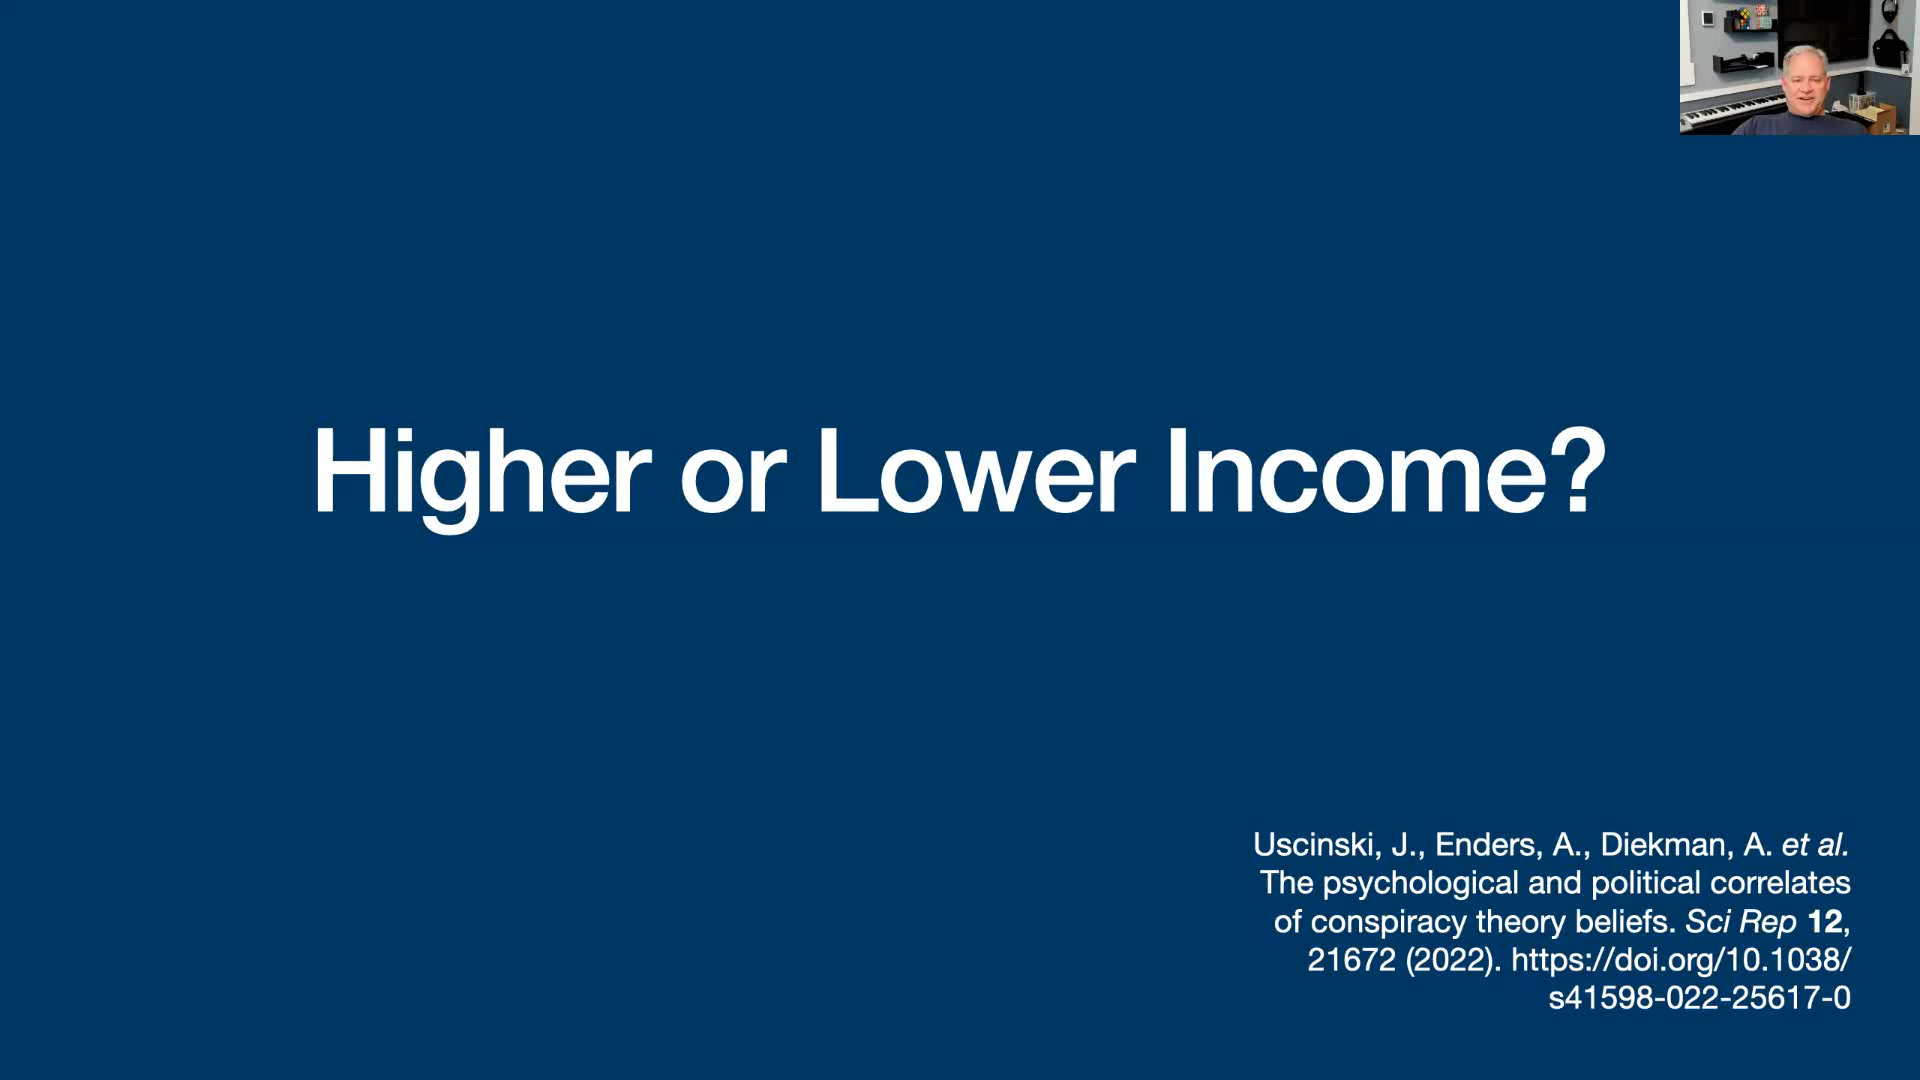 Higher or Lower Income?
Uscinski, J., Enders, A., Diekman, A. et al.
The psychological and political correlates
of conspiracy theory beliefs. Sci Rep 12,
21672 (2022). https://doi.org/10.1038/
s41598-022-25617-0